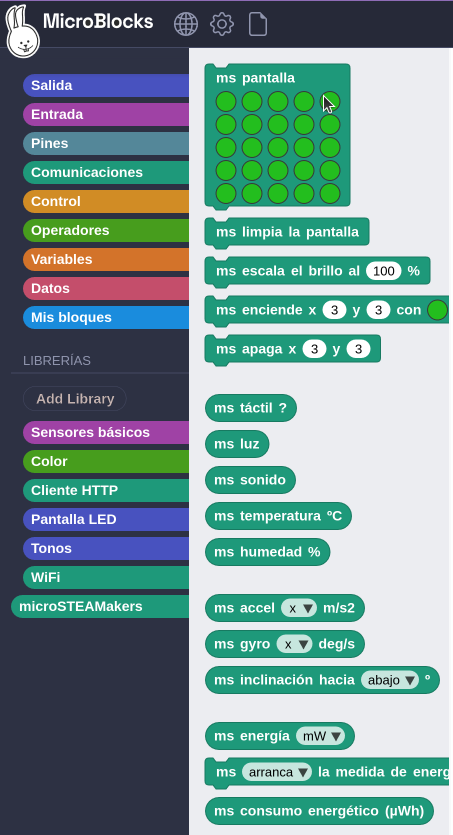 MicroBlocks
Salida
Entrada
Pines
Comunicaciones
Control
Operadores
Variables
Datos
Mis bloques
LIBRERÍAS
Add Library
Sensores básicos
Color
Cliente HTTP
Pantalla LED
Tonos
WiFi
microSTEAMakers
ms pantalla
ms limpia la pantalla
ms escala el brillo al 100 %
ms enciende x 3 y 3 con
ms apaga x 3 y 3
ms táctil ?
ms luz
ms sonido
ms temperatura ºC
ms humedad %
ms accel x ▼ m/s2
ms gyro x ▼ deg/s
ms inclinación hacia abajo ▼ º
ms energía mW ▼
ms arranca ▼ la medida de energ
ms consumo energético (µWh)